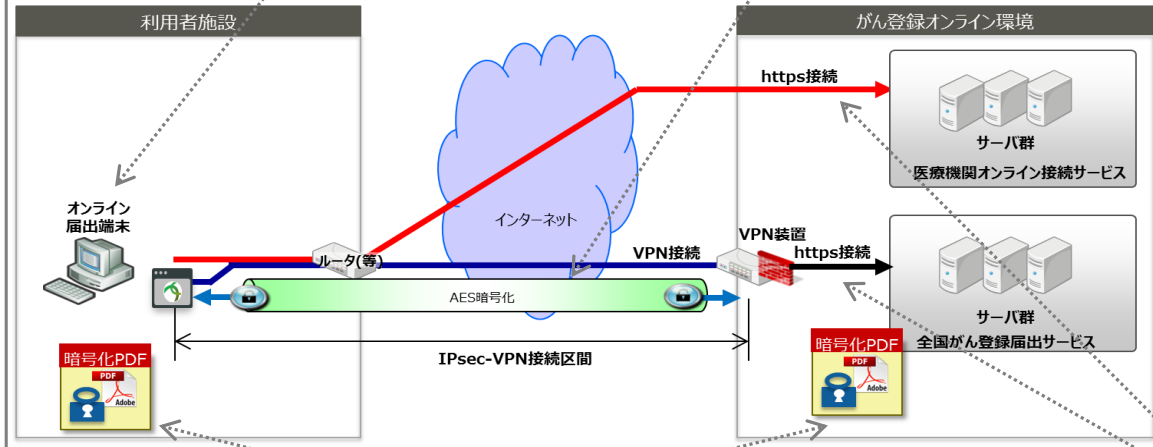 利用者施設
がん登録オンライン環境
https接続
サーバ群
医療機関オンライン接続サービス
オンライン
届出端末
インターネット
ルータ(等)
VPN接続
VPN装置
https接続
AES暗号化
サーバ群
全国がん登録届出サービス
IPsec-VPN接続区間
暗号化PDF
PDF
Adobe
暗号化PDF
PDF
Adobe